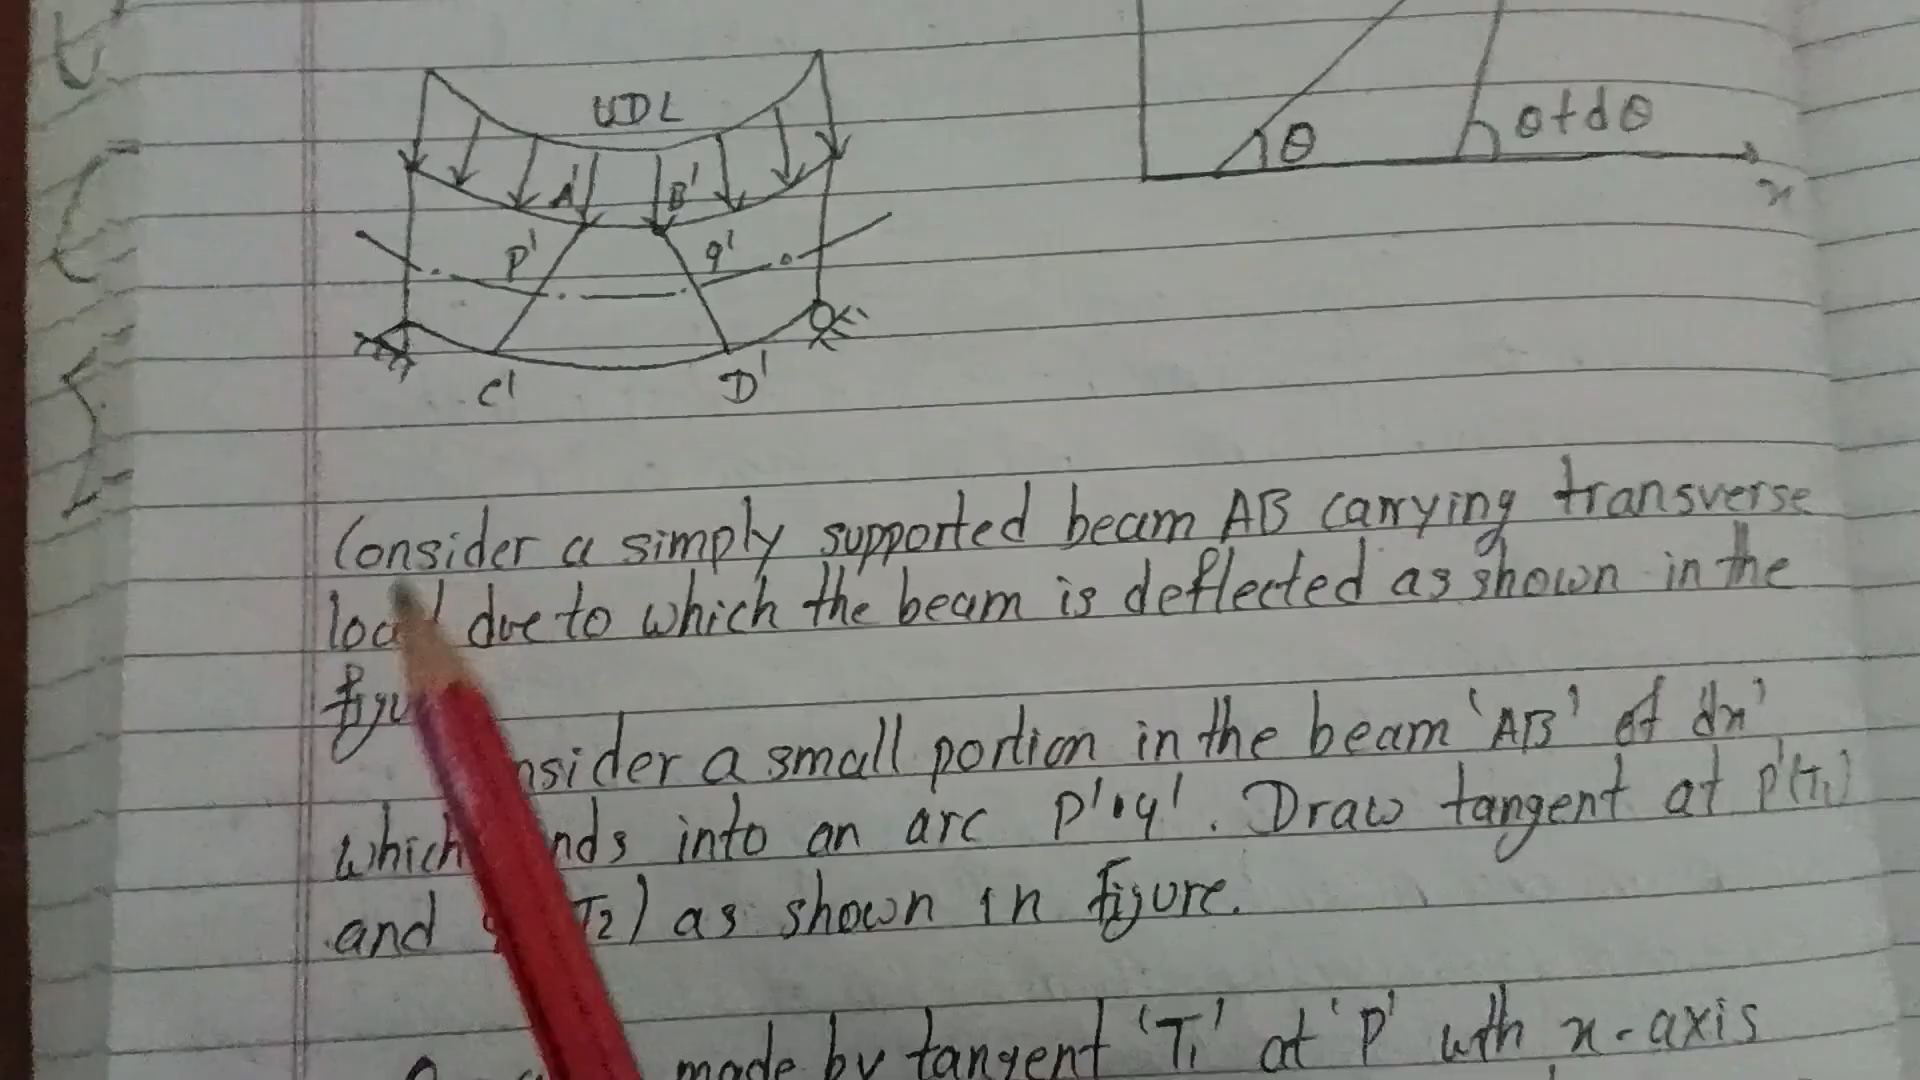 UDL
θ
θ+dθ
x
A'
B'
p'
q'
C'
D'
Consider a simply supported beam AB carrying transverse
load due to which the beam is deflected as shown in the
a small portion in the beam 'AB' of dx'
which into an arc p'q'. Draw tangent at p'(T1)
and as shown in figure.
made by tangent 'T1' at 'P' with x-axis